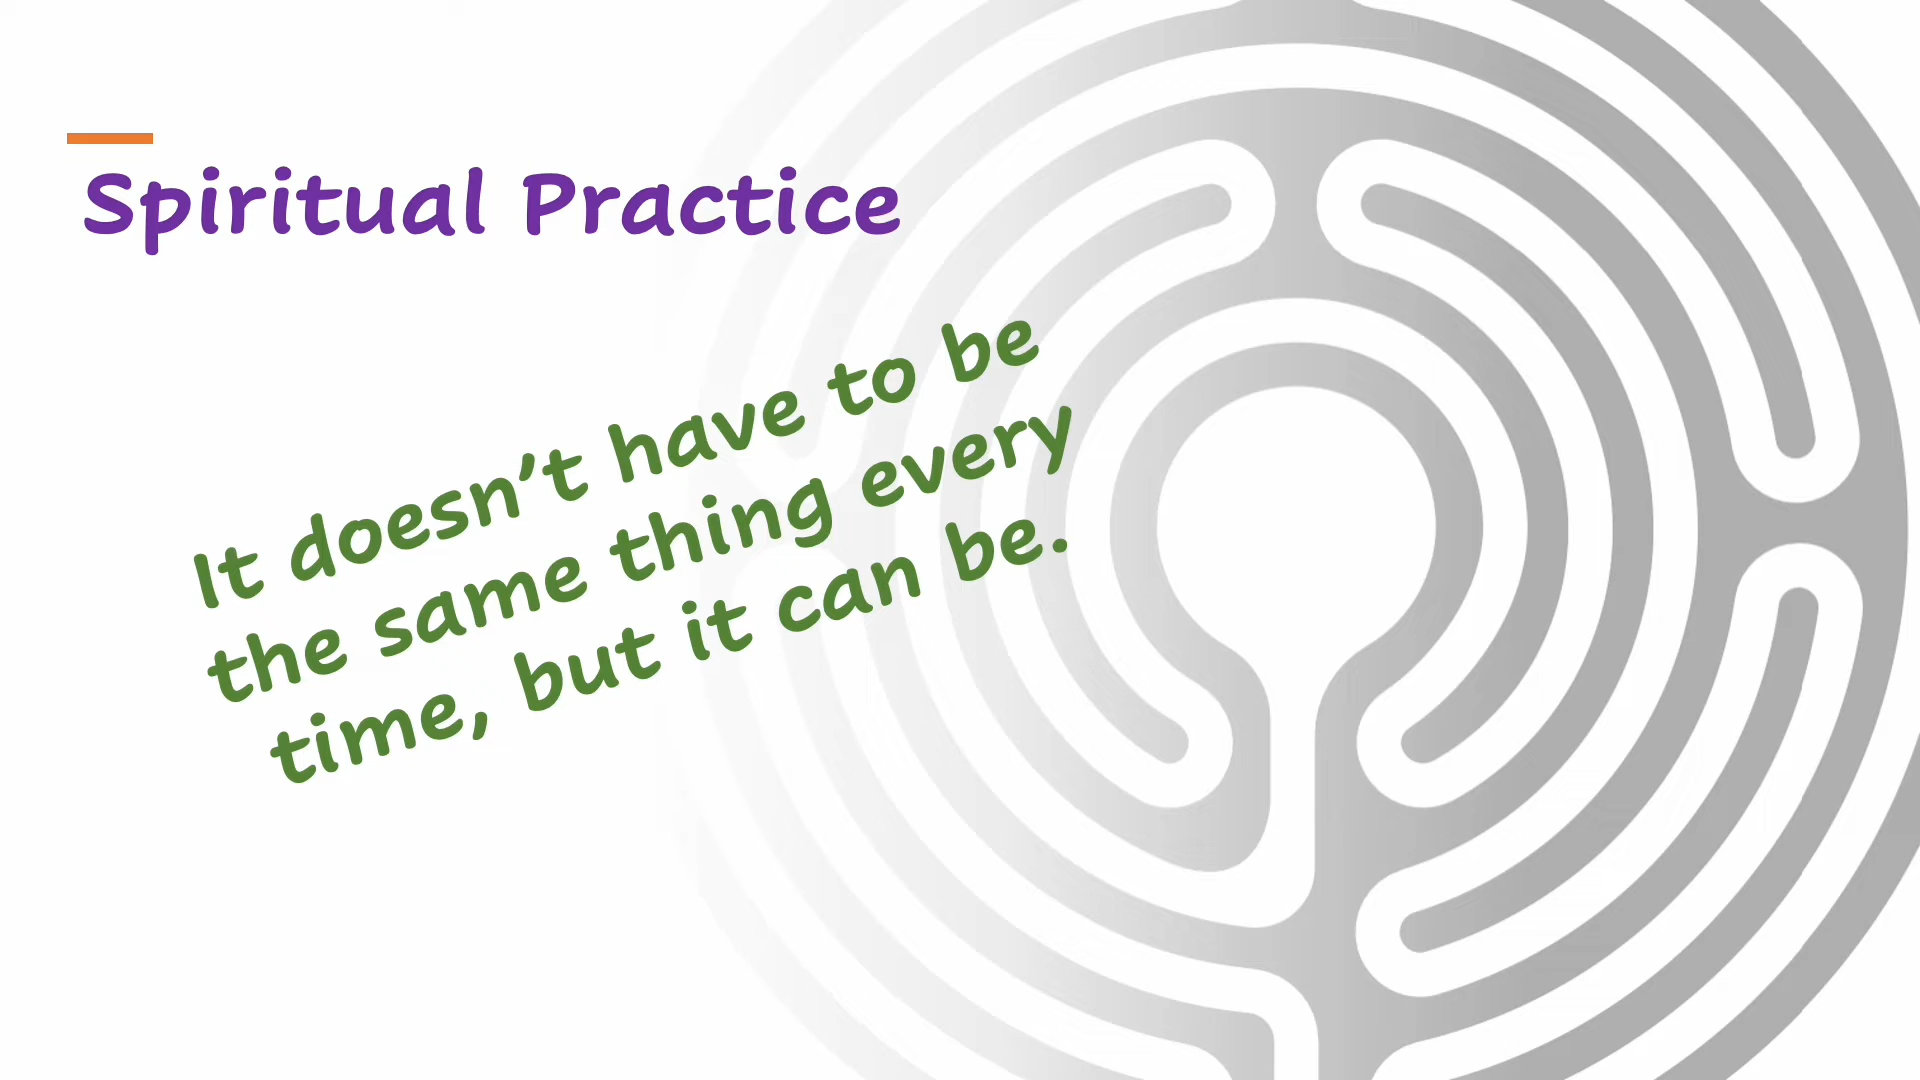 Spiritual Practice
It doesn’t have to be
the same thing every
time, but it can be.